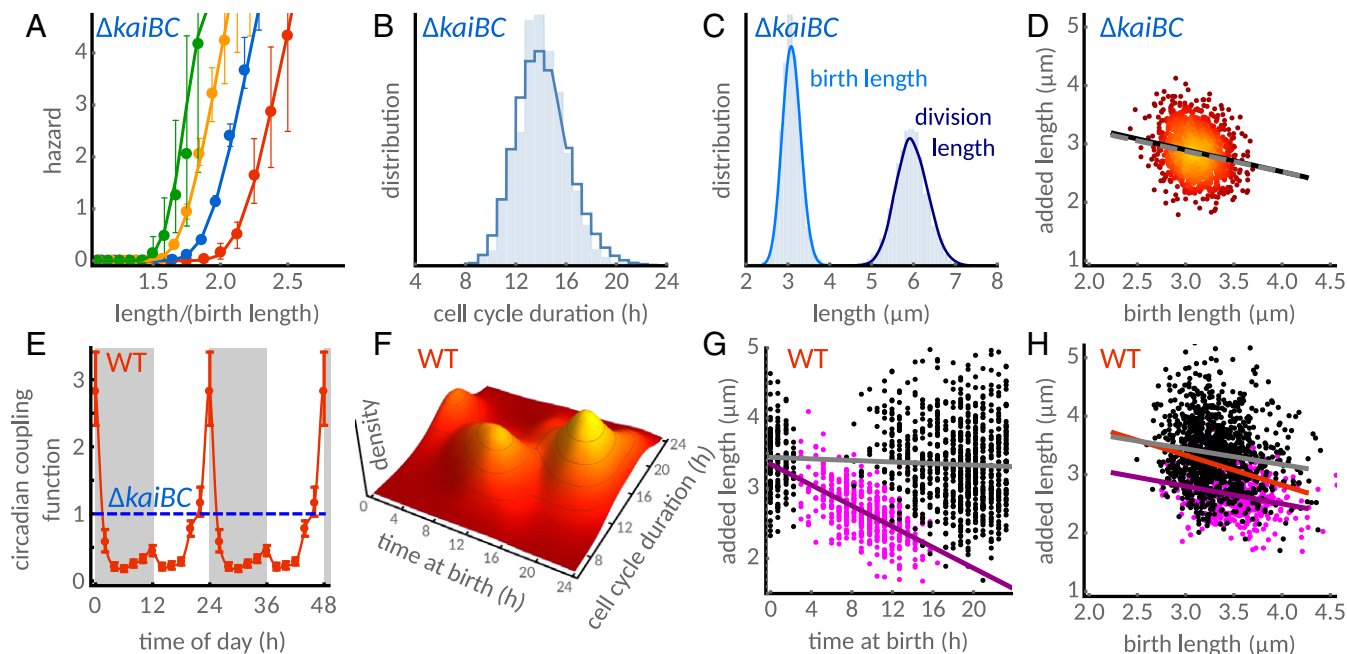 A
ΔkaiBC
hazard
4
3
2
1
0
1.5
2.0
2.5
length/(birth length)
B
ΔkaiBC
distribution
4
8
12
16
20
24
cell cycle duration (h)
C
ΔkaiBC
birth length
division
length
distribution
2
3
4
5
6
7
8
length (μm)
D
ΔkaiBC
added length (μm)
5
4
3
2
1
2.0
2.5
3.0
3.5
4.0
4.5
birth length (μm)
E
WT
circadian coupling
function
3
2
1
0
ΔkaiBC
0
12
24
36
48
time of day (h)
F
WT
density
0
4
8
12
16
20
24
time at birth (h)
8
12
16
20
24
cell cycle duration (h)
G
WT
added length (μm)
5
4
3
2
0
4
8
12
16
20
time at birth (h)
H
WT
added length (μm)
5
4
3
2
1
2.0
2.5
3.0
3.5
4.0
4.5
birth length (μm)